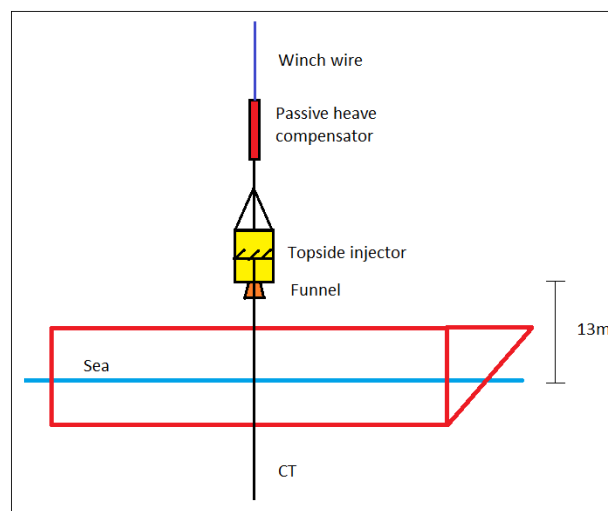 Winch wire
Passive heave
compensator
Topside injector
Funnel
13m
Sea
CT